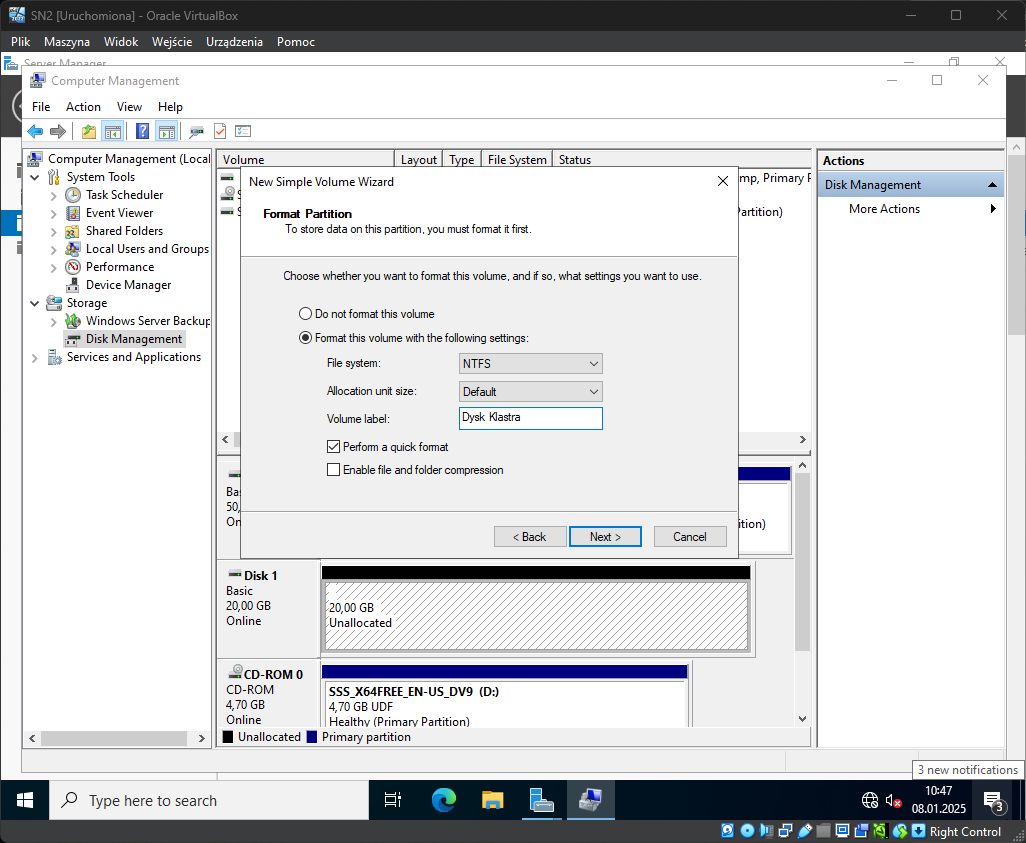 SN2 [Uruchomiona] - Oracle VirtualBox
Plik Maszyna Widok Wejście Urządzenia Pomoc
Server Manager
Computer Management
File Action View Help
Computer Management (Local
System Tools
Task Scheduler
Event Viewer
Shared Folders
Local Users and Groups
Performance
Device Manager
Storage
Windows Server Backup
Disk Management
Services and Applications
Volume Layout Type File System Status
mp, Primary P
artition)
Actions
Disk Management
More Actions
New Simple Volume Wizard
Format Partition
To store data on this partition, you must format it first.
Choose whether you want to format this volume, and if so, what settings you want to use.
Do not format this volume
Format this volume with the following settings:
File system: NTFS
Allocation unit size: Default
Volume label: Dysk Klastra
Perform a quick format
Enable file and folder compression
< Back Next > Cancel
Bas
50,
On
ition)
Disk 1
Basic
20,00 GB
Online
20,00 GB
Unallocated
CD-ROM 0
CD-ROM
4,70 GB
Online
SSS_X64FREE_EN-US_DV9 (D:)
4,70 GB UDF
Healthy (Primary Partition)
Unallocated Primary partition
3 new notifications
Type here to search
10:47
08.01.2025
3
Right Control